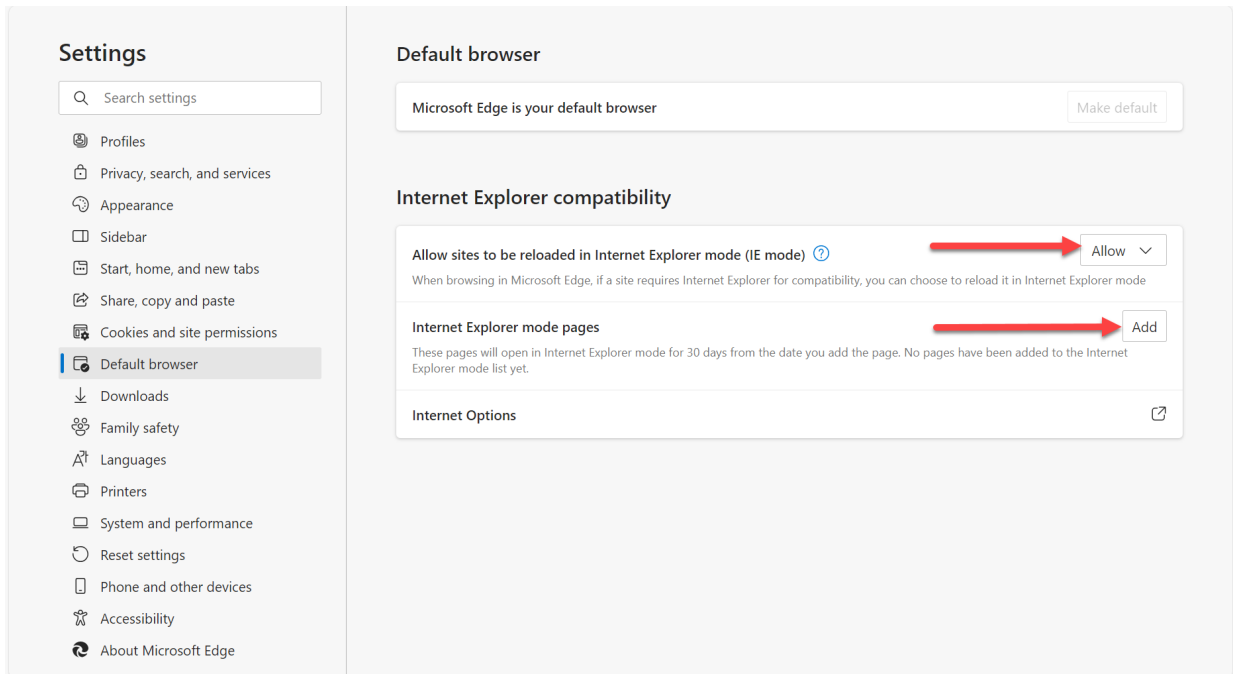 Settings
Search settings
Profiles
Privacy, search, and services
Appearance
Sidebar
Start, home, and new tabs
Share, copy and paste
Cookies and site permissions
Default browser
Downloads
Family safety
Languages
Printers
System and performance
Reset settings
Phone and other devices
Accessibility
About Microsoft Edge
Default browser
Microsoft Edge is your default browser
Make default
Internet Explorer compatibility
Allow sites to be reloaded in Internet Explorer mode (IE mode) ?
Allow
When browsing in Microsoft Edge, if a site requires Internet Explorer for compatibility, you can choose to reload it in Internet Explorer mode
Internet Explorer mode pages
Add
These pages will open in Internet Explorer mode for 30 days from the date you add the page. No pages have been added to the Internet
Explorer mode list yet.
Internet Options